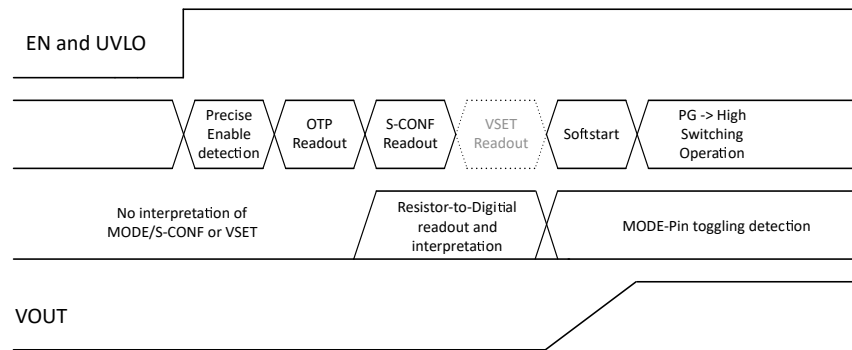 EN and UVLO
Precise
Enable
detection
OTP
Readout
S-CONF
Readout
VSET
Readout
Softstart
PG -> High
Switching
Operation
No interpretation of
MODE/S-CONF or VSET
Resistor-to-Digital
readout and
interpretation
MODE-Pin toggling detection
VOUT